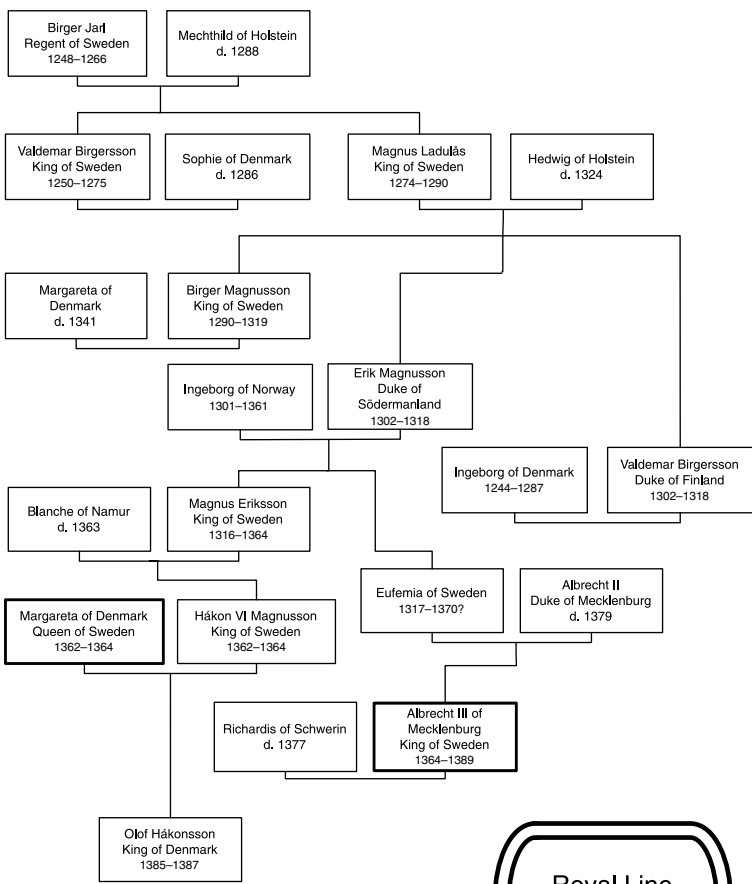 Birger Jarl
Regent of Sweden
1248–1266
Mechthild of Holstein
d. 1288
Valdemar Birgersson
King of Sweden
1250–1275
Sophie of Denmark
d. 1286
Magnus Ladulås
King of Sweden
1274–1290
Hedwig of Holstein
d. 1324
Margareta of
Denmark
d. 1341
Birger Magnusson
King of Sweden
1290–1319
Ingeborg of Norway
1301–1361
Erik Magnusson
Duke of
Södermanland
1302–1318
Ingeborg of Denmark
1244–1287
Valdemar Birgersson
Duke of Finland
1302–1318
Blanche of Namur
d. 1363
Magnus Eriksson
King of Sweden
1316–1364
Eufemia of Sweden
1317–1370?
Albrecht II
Duke of Mecklenburg
d. 1379
Margareta of Denmark
Queen of Sweden
1362–1364
Hákon VI Magnusson
King of Sweden
1362–1364
Richardis of Schwerin
d. 1377
Albrecht III of
Mecklenburg
King of Sweden
1364–1389
Olof Hákonsson
King of Denmark
1385–1387
Royal Line